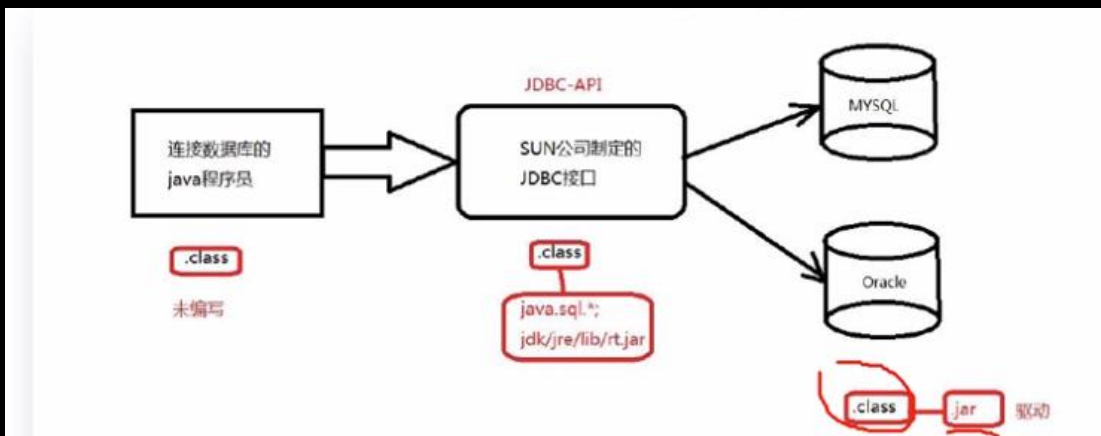 JDBC-API
连接数据库的
java程序员
SUN公司制定的
JDBC接口
MYSQL
Oracle
.class
未编写
.class
java.sql.*;
jdk/jre/lib/rt.jar
.class
.jar
驱动